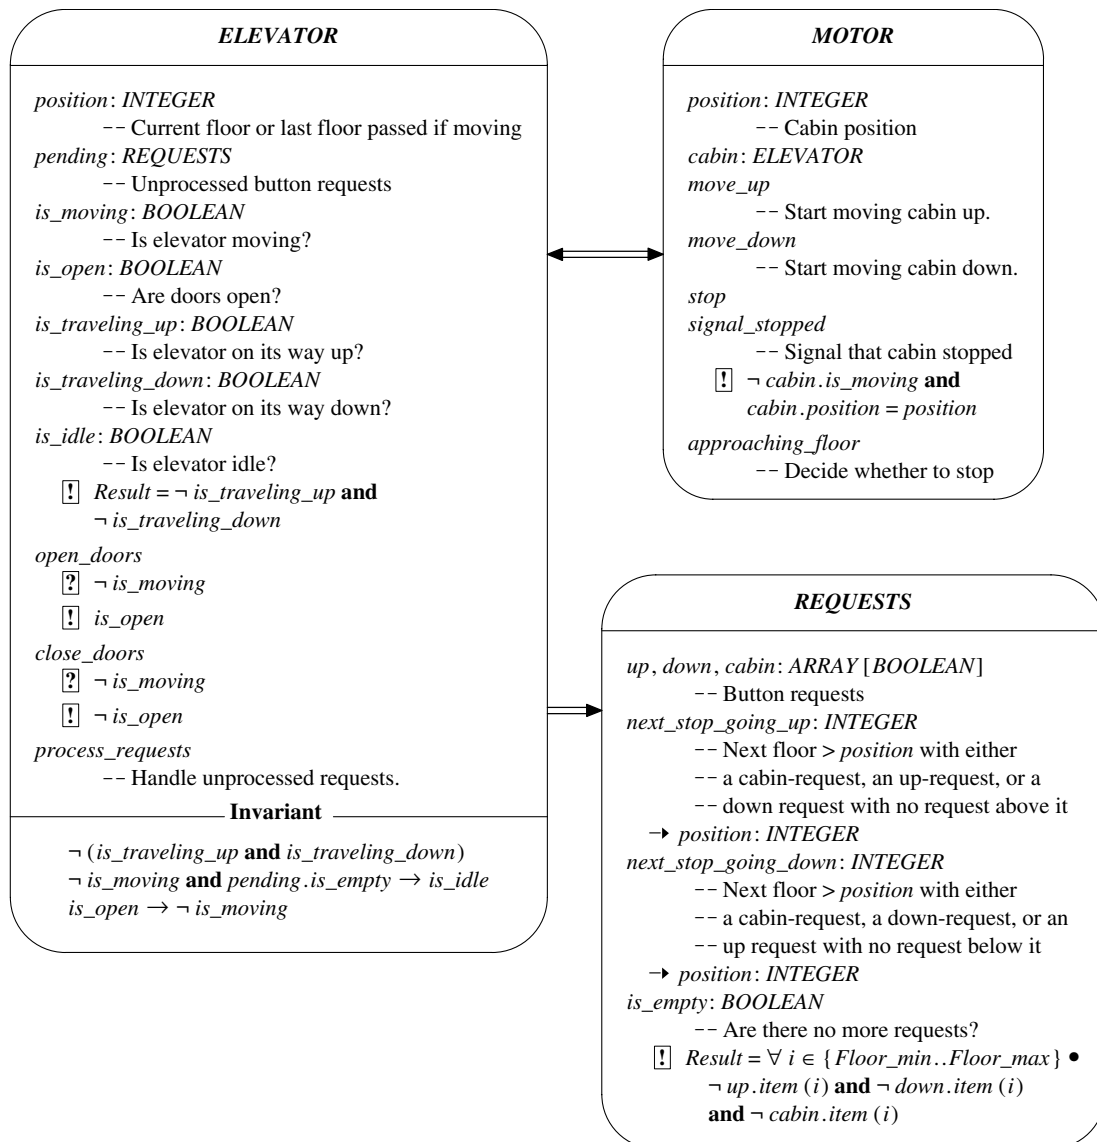 ELEVATOR
position: INTEGER
-- Current floor or last floor passed if moving
pending: REQUESTS
-- Unprocessed button requests
is_moving: BOOLEAN
-- Is elevator moving?
is_open: BOOLEAN
-- Are doors open?
is_traveling_up: BOOLEAN
-- Is elevator on its way up?
is_traveling_down: BOOLEAN
-- Is elevator on its way down?
is_idle: BOOLEAN
-- Is elevator idle?
! Result = ¬ is_traveling_up and
¬ is_traveling_down
open_doors
? ¬ is_moving
! is_open
close_doors
? ¬ is_moving
! ¬ is_open
process_requests
-- Handle unprocessed requests.
Invariant
¬ (is_traveling_up and is_traveling_down)
¬ is_moving and pending.is_empty → is_idle
is_open → ¬ is_moving
MOTOR
position: INTEGER
-- Cabin position
cabin: ELEVATOR
move_up
-- Start moving cabin up.
move_down
-- Start moving cabin down.
stop
signal_stopped
-- Signal that cabin stopped
! ¬ cabin.is_moving and
cabin.position = position
approaching_floor
-- Decide whether to stop
REQUESTS
up, down, cabin: ARRAY [BOOLEAN]
-- Button requests
next_stop_going_up: INTEGER
-- Next floor > position with either
-- a cabin-request, an up-request, or a
-- down request with no request above it
→ position: INTEGER
next_stop_going_down: INTEGER
-- Next floor > position with either
-- a cabin-request, a down-request, or an
-- up request with no request below it
→ position: INTEGER
is_empty: BOOLEAN
-- Are there no more requests?
! Result = ∀ i ∈ {Floor_min..Floor_max} •
¬ up.item (i) and ¬ down.item (i)
and ¬ cabin.item (i)